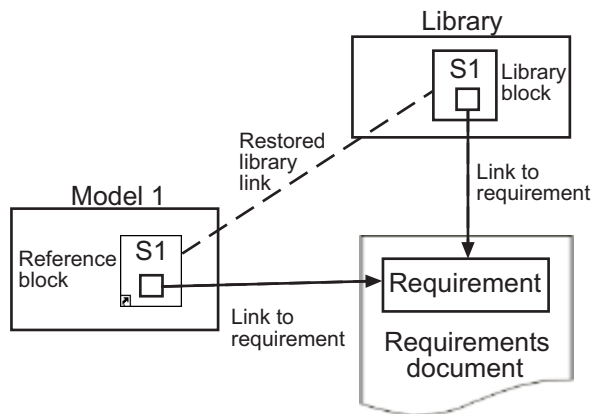 Library
S1
Library
block
Restored
library
link
Link to
requirement
Model 1
Reference
block
S1
Link to
requirement
Requirement
Requirements
document